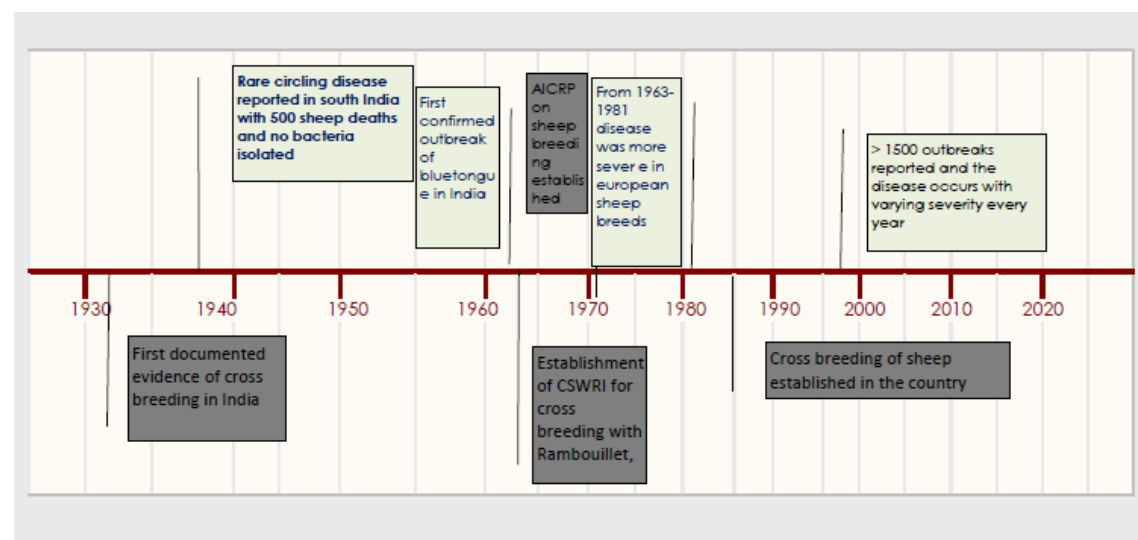 Rare circling disease
reported in south India
with 500 sheep deaths
and no bacteria
isolated
First
confirmed
outbreak
of
bluetongu
e in India
AICRP
on
sheep
breedi
ng
establis
hed
From 1963-
1981
disease
was more
sever e in
european
sheep
breeds
> 1500 outbreaks
reported and the
disease occurs with
varying severity every
year
1930 1940 1950 1960 1970 1980 1990 2000 2010 2020
First documented
evidence of cross
breeding in India
Establishment
of CSWRI for
cross
breeding with
Rambouillet,
Cross breeding of sheep
established in the country